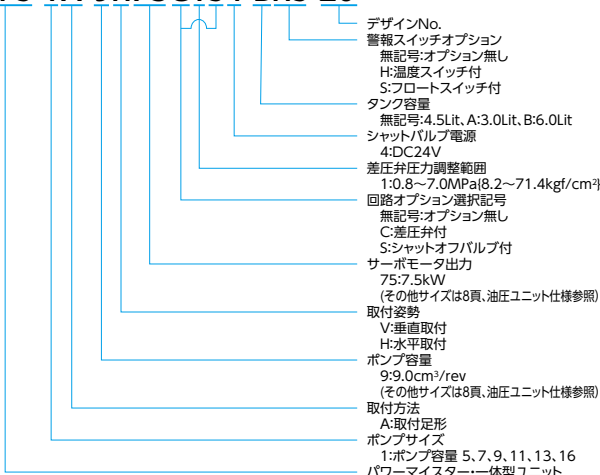 デザインNo.
警報スイッチオプション
無記号:オプション無し
H:温度スイッチ付
S:フロートスイッチ付
タンク容量
無記号:4.5Lit、A:3.0Lit、B:6.0Lit
シャットバルブ電源
4:DC24V
差圧弁圧力調整範囲
1:0.8～7.0MPa{8.2～71.4kgf/cm²}
回路オプション選択記号
無記号:オプション無し
C:差圧弁付
S:シャットオフバルブ付
サーボモータ出力
75:7.5kW
(その他サイズは8頁、油圧ユニット仕様参照)
取付姿勢
V:垂直取付
H:水平取付
ポンプ容量
9:9.0cm³/rev
(その他サイズは8頁、油圧ユニット仕様参照)
取付方法
A:取付足形
ポンプサイズ
1:ポンプ容量 5、7、9、11、13、16
パワーマイスター・一体型ユニット